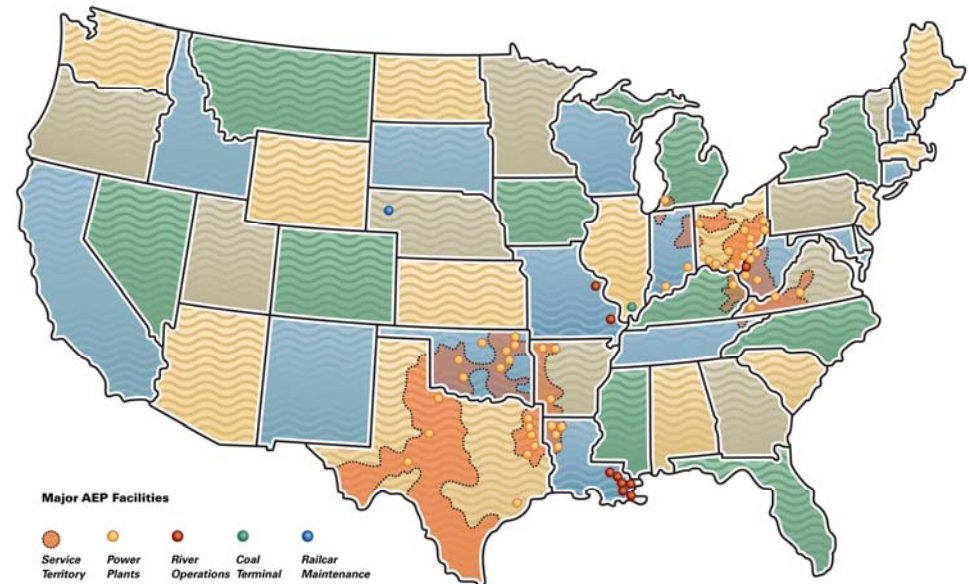 Major AEP Facilities
Service Power River Coal Railcar
Territory Plants Operations Terminal Maintenance